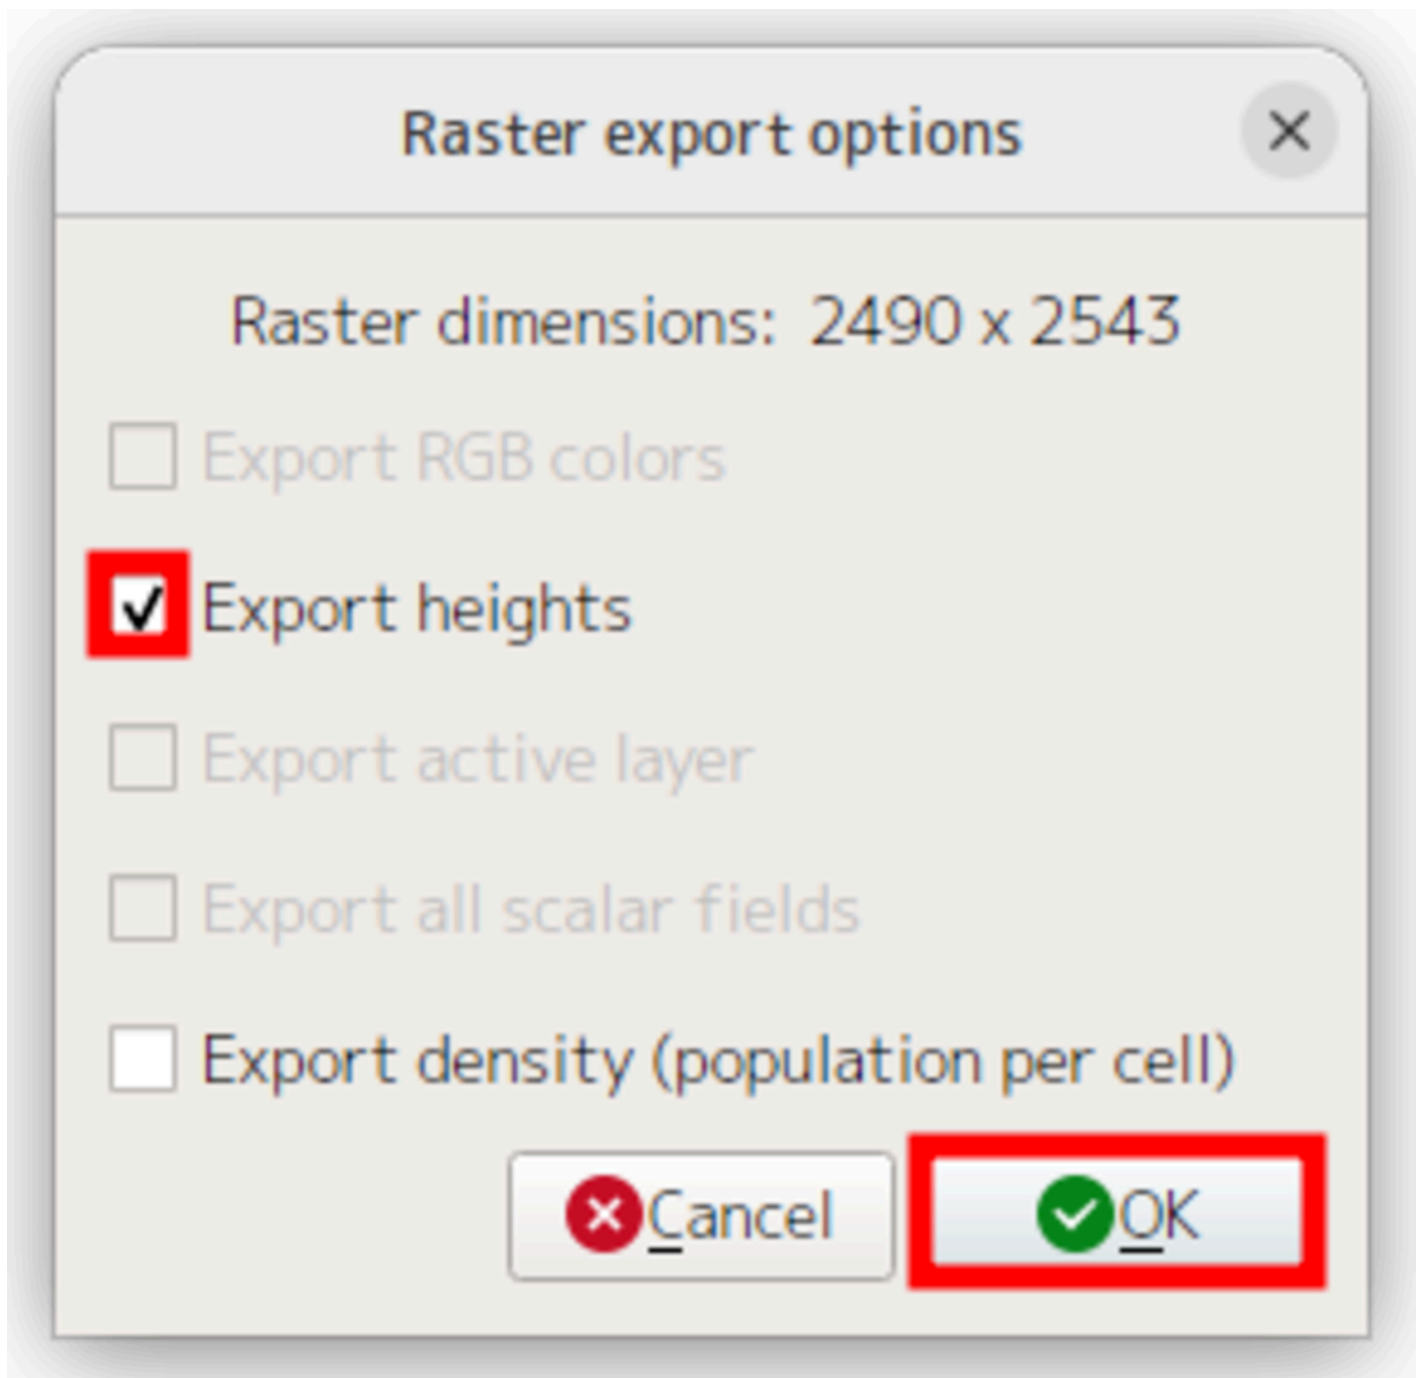 Raster export options
Raster dimensions: 2490 x 2543
Export RGB colors
Export heights
Export active layer
Export all scalar fields
Export density (population per cell)
Cancel OK